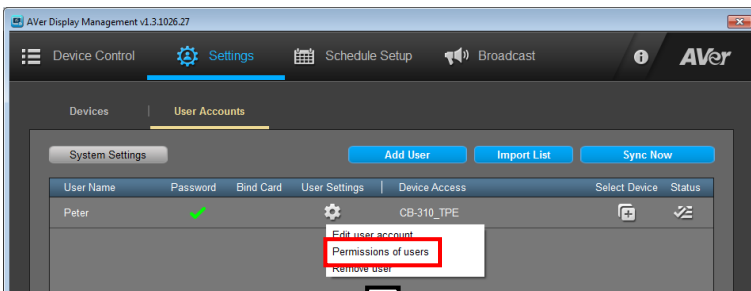 AVer Display Management v1.3.1026.27
Device Control Settings Schedule Setup Broadcast AVer
Devices | User Accounts
System Settings Add User Import List Sync Now
User Name Password Bind Card User Settings Device Access Select Device Status
Peter CB-310_TPE
Edit user account
Permissions of users
Remove user